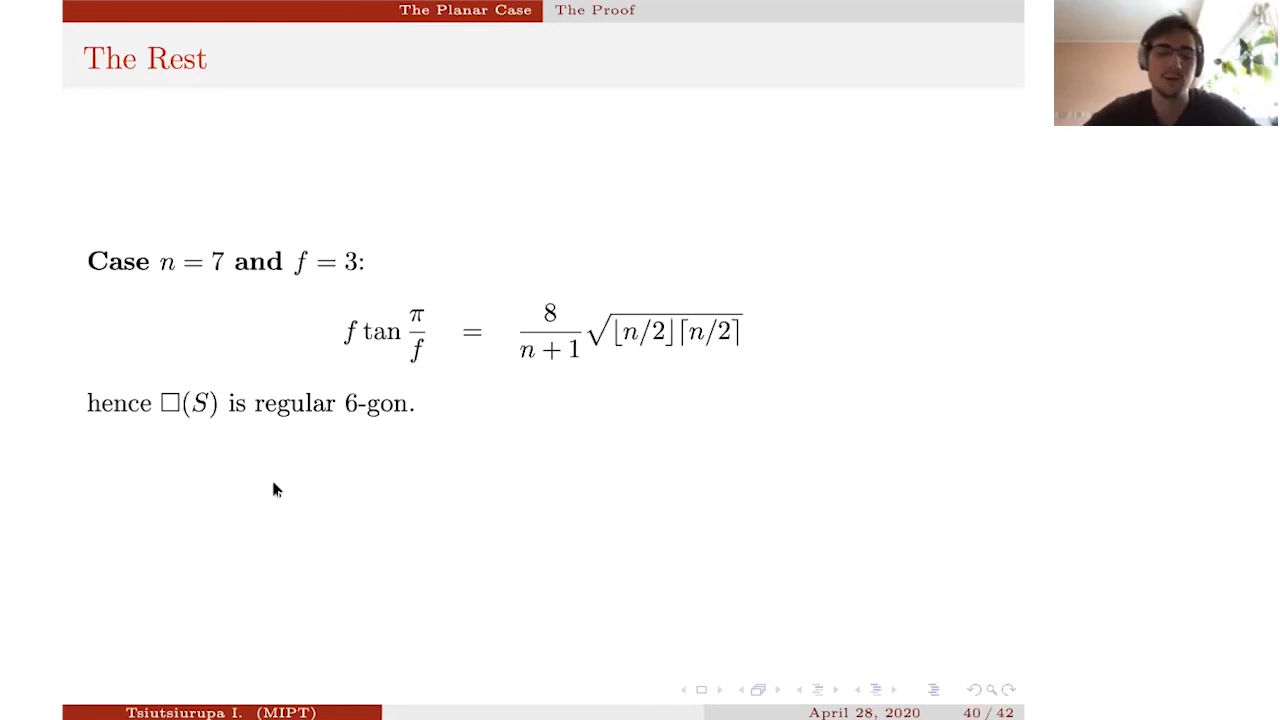 The Planar Case The Proof
The Rest
Case n = 7 and f = 3:
f tan π/f = 8/(n + 1) √(⌊n/2⌋⌈n/2⌉)
hence □(S) is regular 6-gon.
Tsiutsiurupa I. (MIPT) April 28, 2020 40 / 42